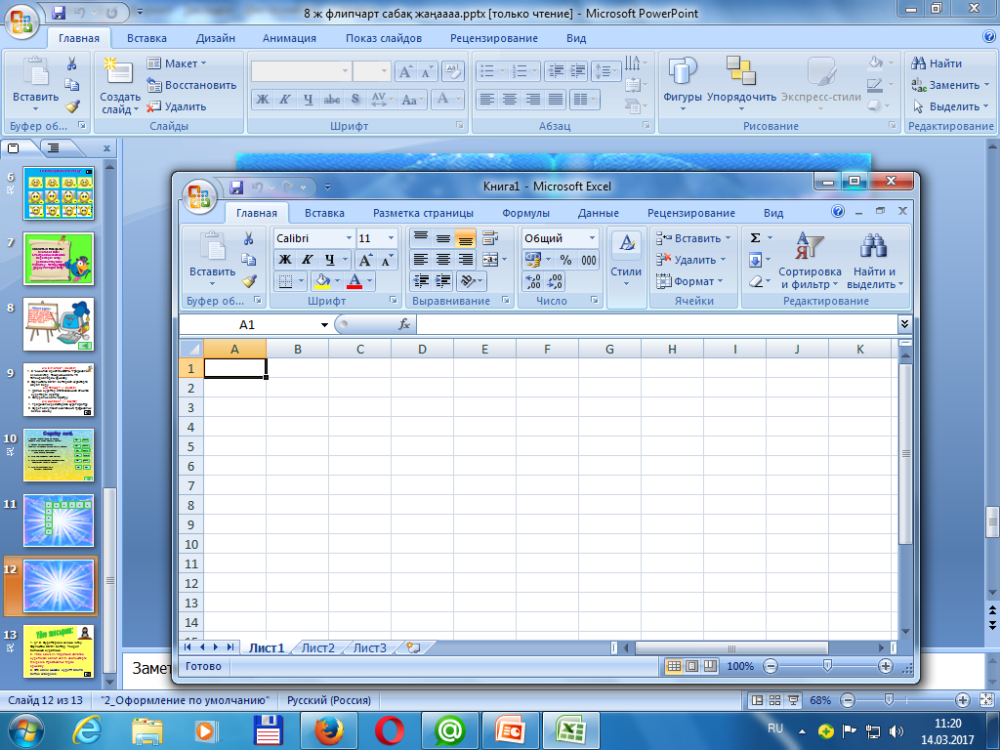 8 ж флипчарт сабақ жаңаааа.pptx [только чтение] - Microsoft PowerPoint
Главная Вставка Дизайн Анимация Показ слайдов Рецензирование Вид
Вставить
Создать слайд
Макет
Восстановить
Удалить
Ж К Ч abc S AV Aa A
Фигуры Упорядочить Экспресс-стили
Найти
Заменить
Выделить
Буфер об... Слайды Шрифт Абзац Рисование Редактирование
6
7
8
9
10
11
12
13
Книга1 - Microsoft Excel
Главная Вставка Разметка страницы Формулы Данные Рецензирование Вид
Вставить
Calibri 11
Ж К Ч А А
А
Общий
% 000
Стили
Вставить
Удалить
Формат
Σ
Сортировка и фильтр
Найти и выделить
Буфер об... Шрифт Выравнивание Число Ячейки Редактирование
A1 fx
A B C D E F G H I J K
1
2
3
4
5
6
7
8
9
10
11
12
13
14
Лист1 Лист2 Лист3
Готово 100%
Замет
Слайд 12 из 13 "2_Оформление по умолчанию" Русский (Россия) 68%
RU 11:20
14.03.2017